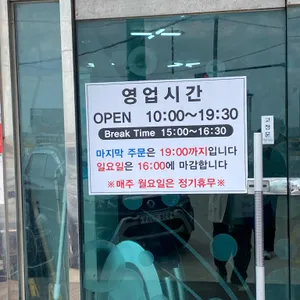 영업시간
OPEN 10:00~19:30
Break Time 15:00~16:30
마지막 주문은 19:00까지입니다
일요일은 16:00에 마감합니다
※매주 월요일은 정기휴무※